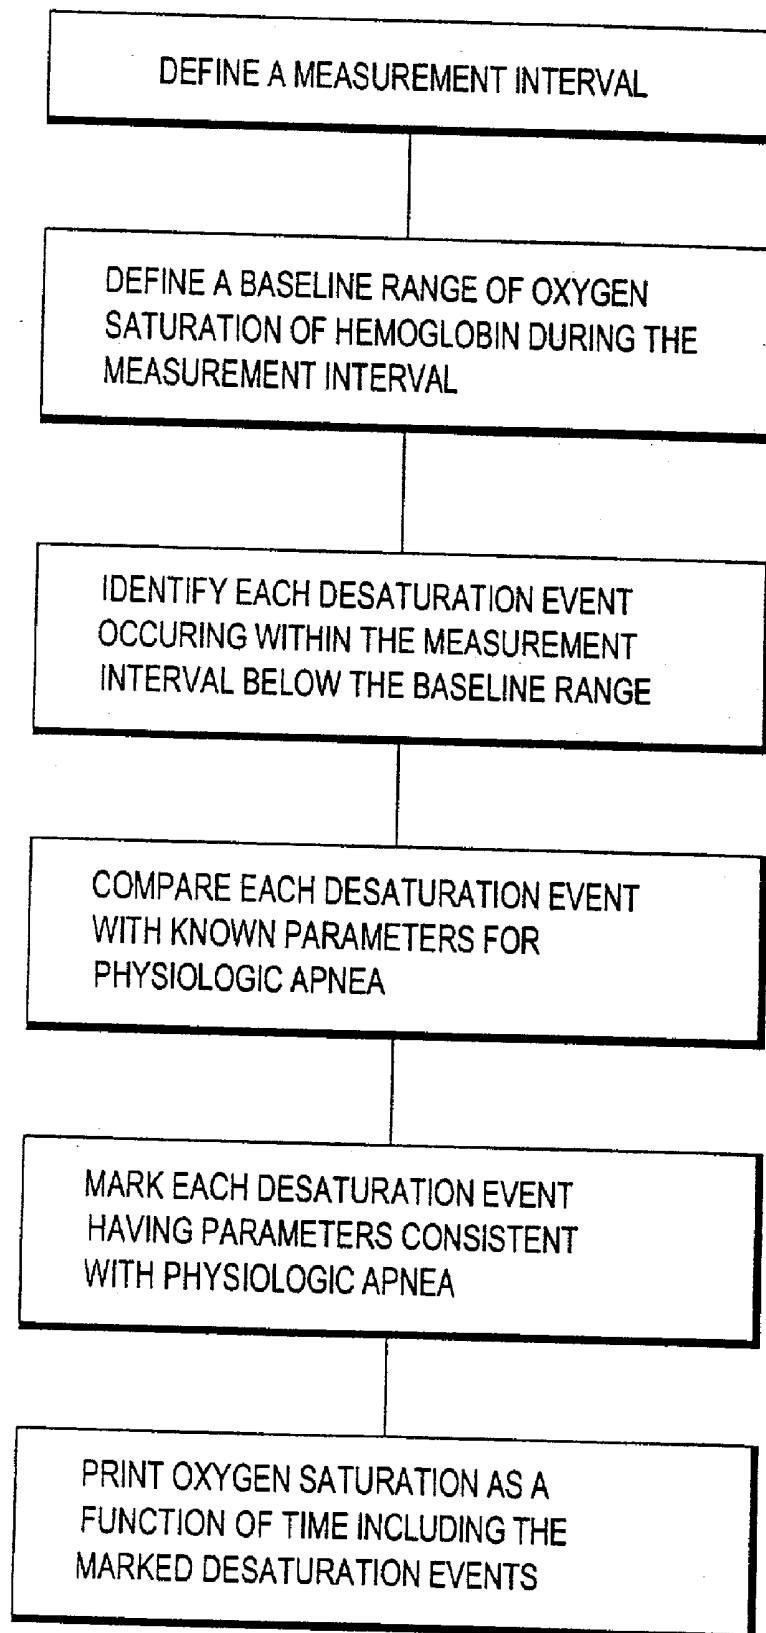 DEFINE A MEASUREMENT INTERVAL
DEFINE A BASELINE RANGE OF OXYGEN
SATURATION OF HEMOGLOBIN DURING THE
MEASUREMENT INTERVAL
IDENTIFY EACH DESATURATION EVENT
OCCURING WITHIN THE MEASUREMENT
INTERVAL BELOW THE BASELINE RANGE
COMPARE EACH DESATURATION EVENT
WITH KNOWN PARAMETERS FOR
PHYSIOLOGIC APNEA
MARK EACH DESATURATION EVENT
HAVING PARAMETERS CONSISTENT
WITH PHYSIOLOGIC APNEA
PRINT OXYGEN SATURATION AS A
FUNCTION OF TIME INCLUDING THE
MARKED DESATURATION EVENTS